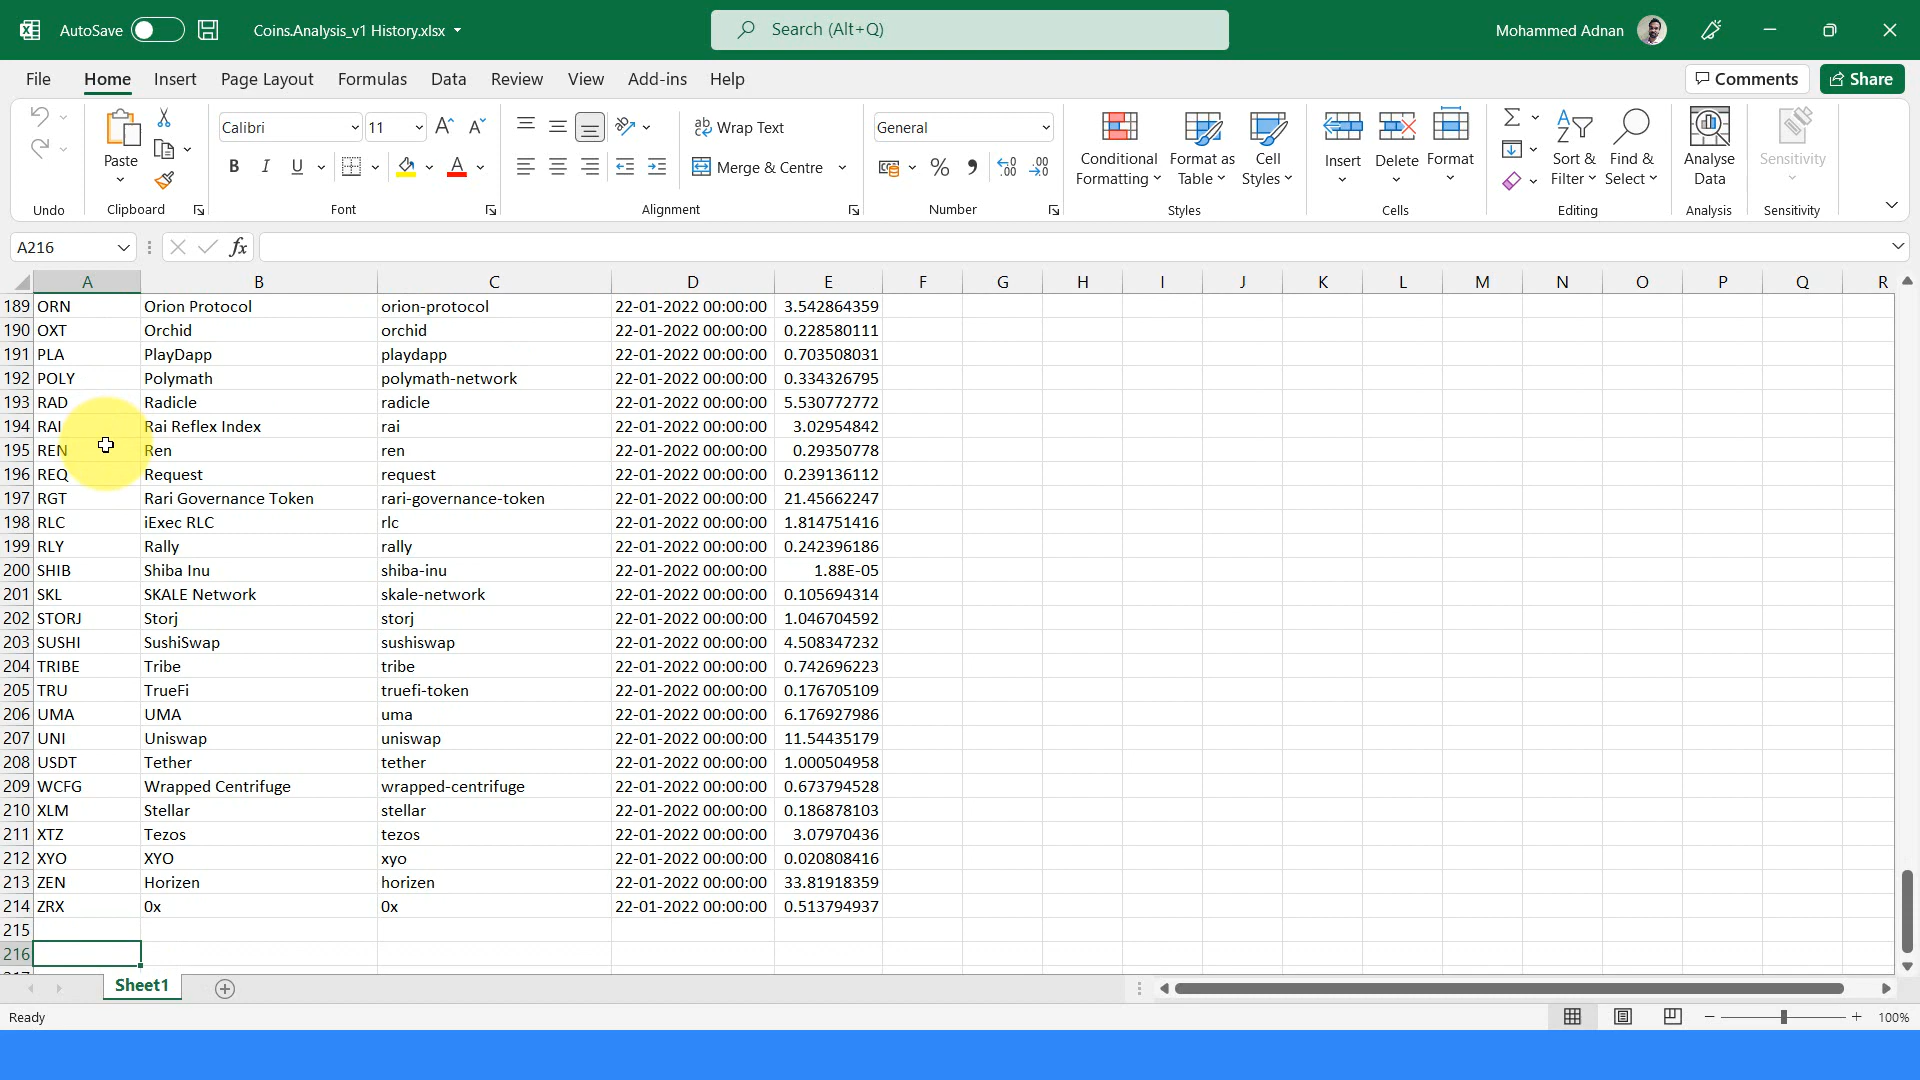 AutoSave Coins.Analysis_v1 History.xlsx Search (Alt+Q) Mohammed Adnan
File Home Insert Page Layout Formulas Data Review View Add-ins Help Comments Share
Calibri 11 Wrap Text General
Paste B I U Merge & Centre % Conditional Formatting Format as Table Cell Styles Insert Delete Format Sort & Filter Find & Select Analyse Data Sensitivity
Undo Clipboard Font Alignment Number Styles Cells Editing Analysis Sensitivity
A216 fx
A B C D E F G H I J K L M N O P Q R
189 ORN Orion Protocol orion-protocol 22-01-2022 00:00:00 3.542864359
190 OXT Orchid orchid 22-01-2022 00:00:00 0.228580111
191 PLA PlayDapp playdapp 22-01-2022 00:00:00 0.703508031
192 POLY Polymath polymath-network 22-01-2022 00:00:00 0.334326795
193 RAD Radicle radicle 22-01-2022 00:00:00 5.530772772
194 RAI Rai Reflex Index rai 22-01-2022 00:00:00 3.02954842
195 REN Ren ren 22-01-2022 00:00:00 0.29350778
196 REQ Request request 22-01-2022 00:00:00 0.239136112
197 RGT Rari Governance Token rari-governance-token 22-01-2022 00:00:00 21.45662247
198 RLC iExec RLC rlc 22-01-2022 00:00:00 1.814751416
199 RLY Rally rally 22-01-2022 00:00:00 0.242396186
200 SHIB Shiba Inu shiba-inu 22-01-2022 00:00:00 1.88E-05
201 SKL SKALE Network skale-network 22-01-2022 00:00:00 0.105694314
202 STORJ Storj storj 22-01-2022 00:00:00 1.046704592
203 SUSHI SushiSwap sushiswap 22-01-2022 00:00:00 4.508347232
204 TRIBE Tribe tribe 22-01-2022 00:00:00 0.742696223
205 TRU TrueFi truefi-token 22-01-2022 00:00:00 0.176705109
206 UMA UMA uma 22-01-2022 00:00:00 6.176927986
207 UNI Uniswap uniswap 22-01-2022 00:00:00 11.54435179
208 USDT Tether tether 22-01-2022 00:00:00 1.000504958
209 WCFG Wrapped Centrifuge wrapped-centrifuge 22-01-2022 00:00:00 0.673794528
210 XLM Stellar stellar 22-01-2022 00:00:00 0.186878103
211 XTZ Tezos tezos 22-01-2022 00:00:00 3.07970436
212 XYO XYO xyo 22-01-2022 00:00:00 0.020808416
213 ZEN Horizen horizen 22-01-2022 00:00:00 33.81918359
214 ZRX 0x 0x 22-01-2022 00:00:00 0.513794937
215
216
Sheet1
Ready 100%